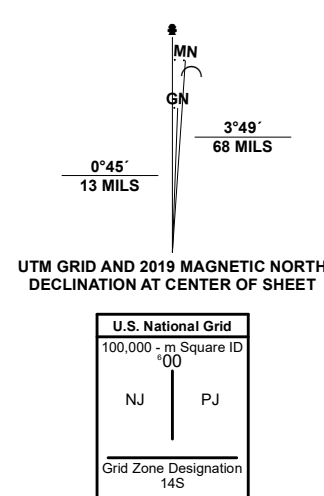 MN
GN
3°49´
68 MILS
0°45´
13 MILS
UTM GRID AND 2019 MAGNETIC NORTH
DECLINATION AT CENTER OF SHEET
U.S. National Grid
100,000 - m Square ID
⁶00
NJ PJ
Grid Zone Designation
14S